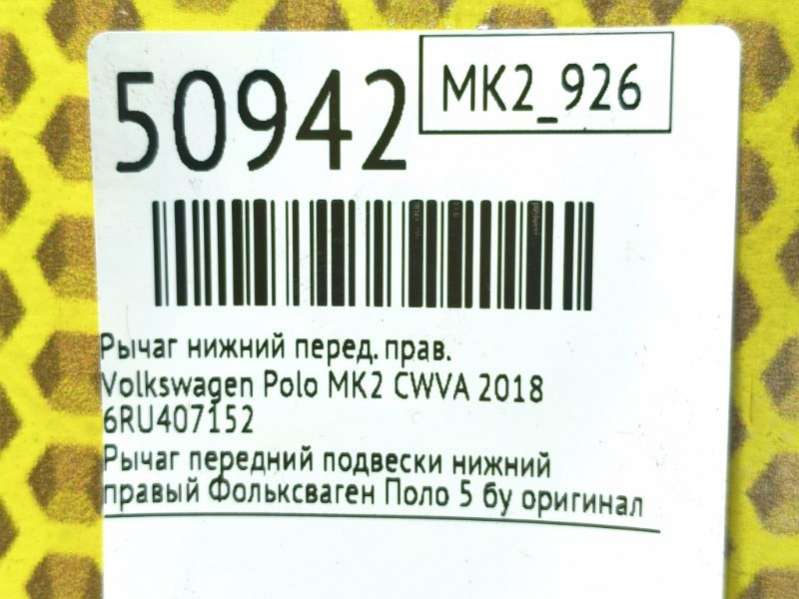 50942
MK2_926
Рычаг нижний перед. прав.
Volkswagen Polo MK2 CWVA 2018
6RU407152
Рычаг передний подвески нижний
правый Фольксваген Поло 5 бу оригинал